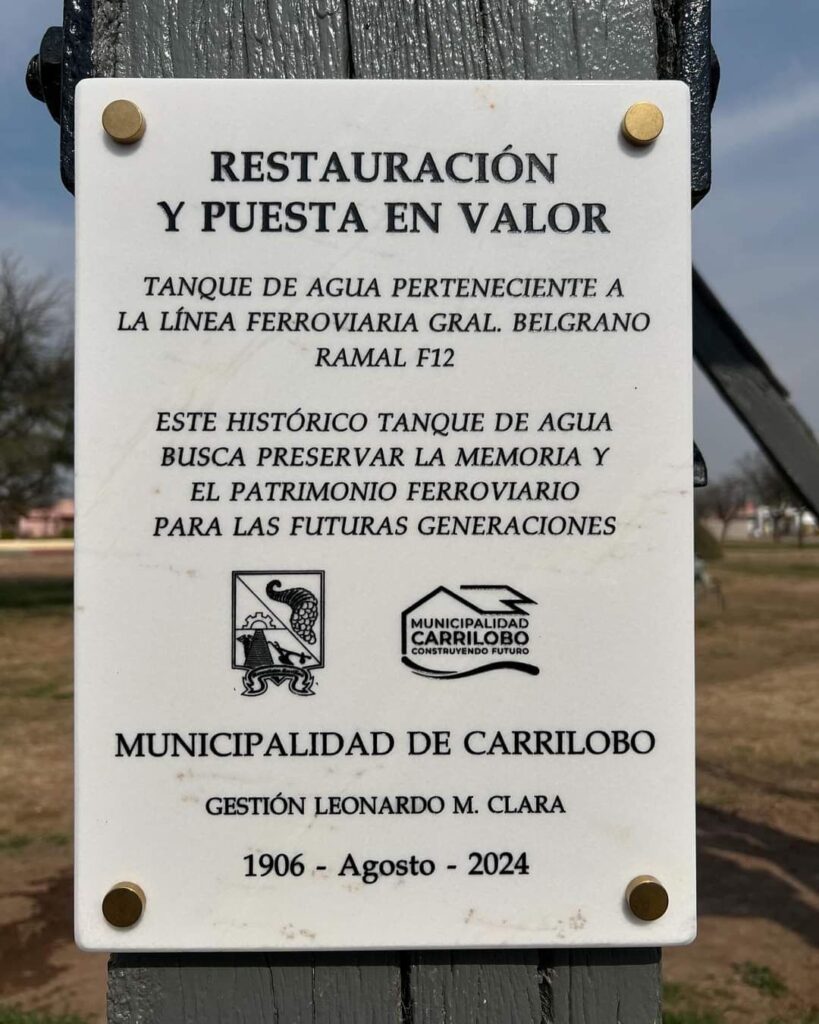 RESTAURACIÓN
Y PUESTA EN VALOR
TANQUE DE AGUA PERTENECIENTE A
LA LÍNEA FERROVIARIA GRAL. BELGRANO
RAMAL F12
ESTE HISTÓRICO TANQUE DE AGUA
BUSCA PRESERVAR LA MEMORIA Y
EL PATRIMONIO FERROVIARIO
PARA LAS FUTURAS GENERACIONES
MUNICIPALIDAD
CARRILOBO
CONSTRUYENDO FUTURO
MUNICIPALIDAD DE CARRILOBO
GESTIÓN LEONARDO M. CLARA
1906 - Agosto - 2024